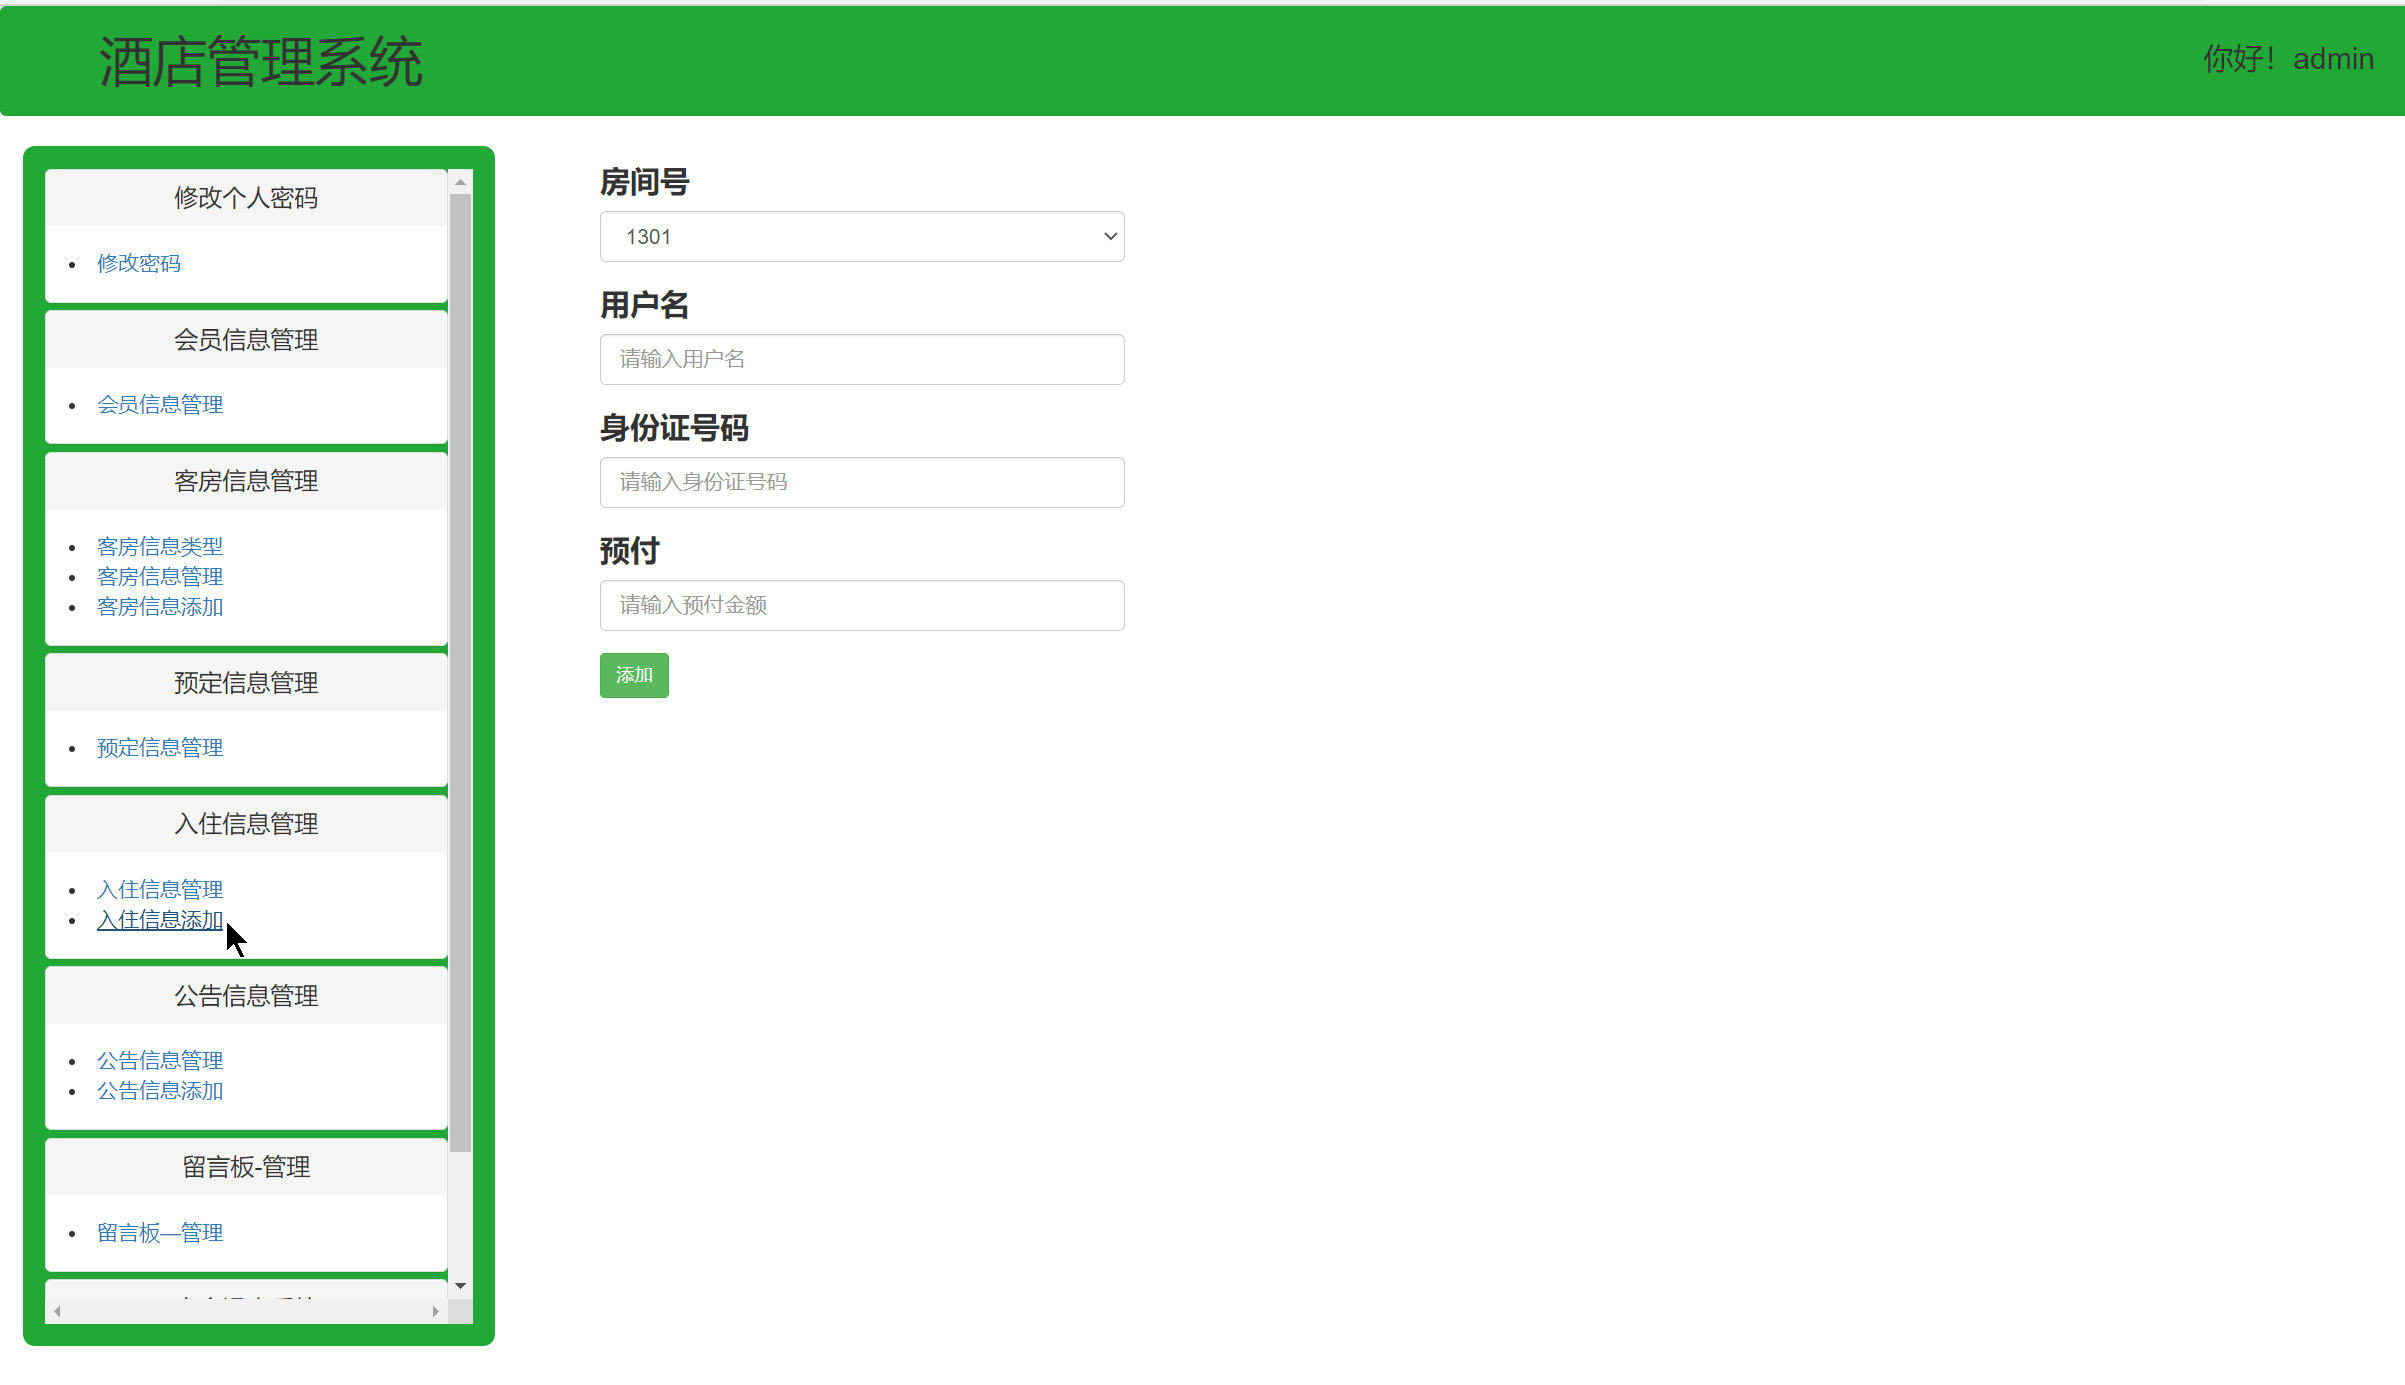 酒店管理系统
你好！admin
修改个人密码
修改密码
会员信息管理
会员信息管理
客房信息管理
客房信息类型
客房信息管理
客房信息添加
预定信息管理
预定信息管理
入住信息管理
入住信息管理
入住信息添加
公告信息管理
公告信息管理
公告信息添加
留言板-管理
留言板—管理
房间号
1301
用户名
请输入用户名
身份证号码
请输入身份证号码
预付
请输入预付金额
添加